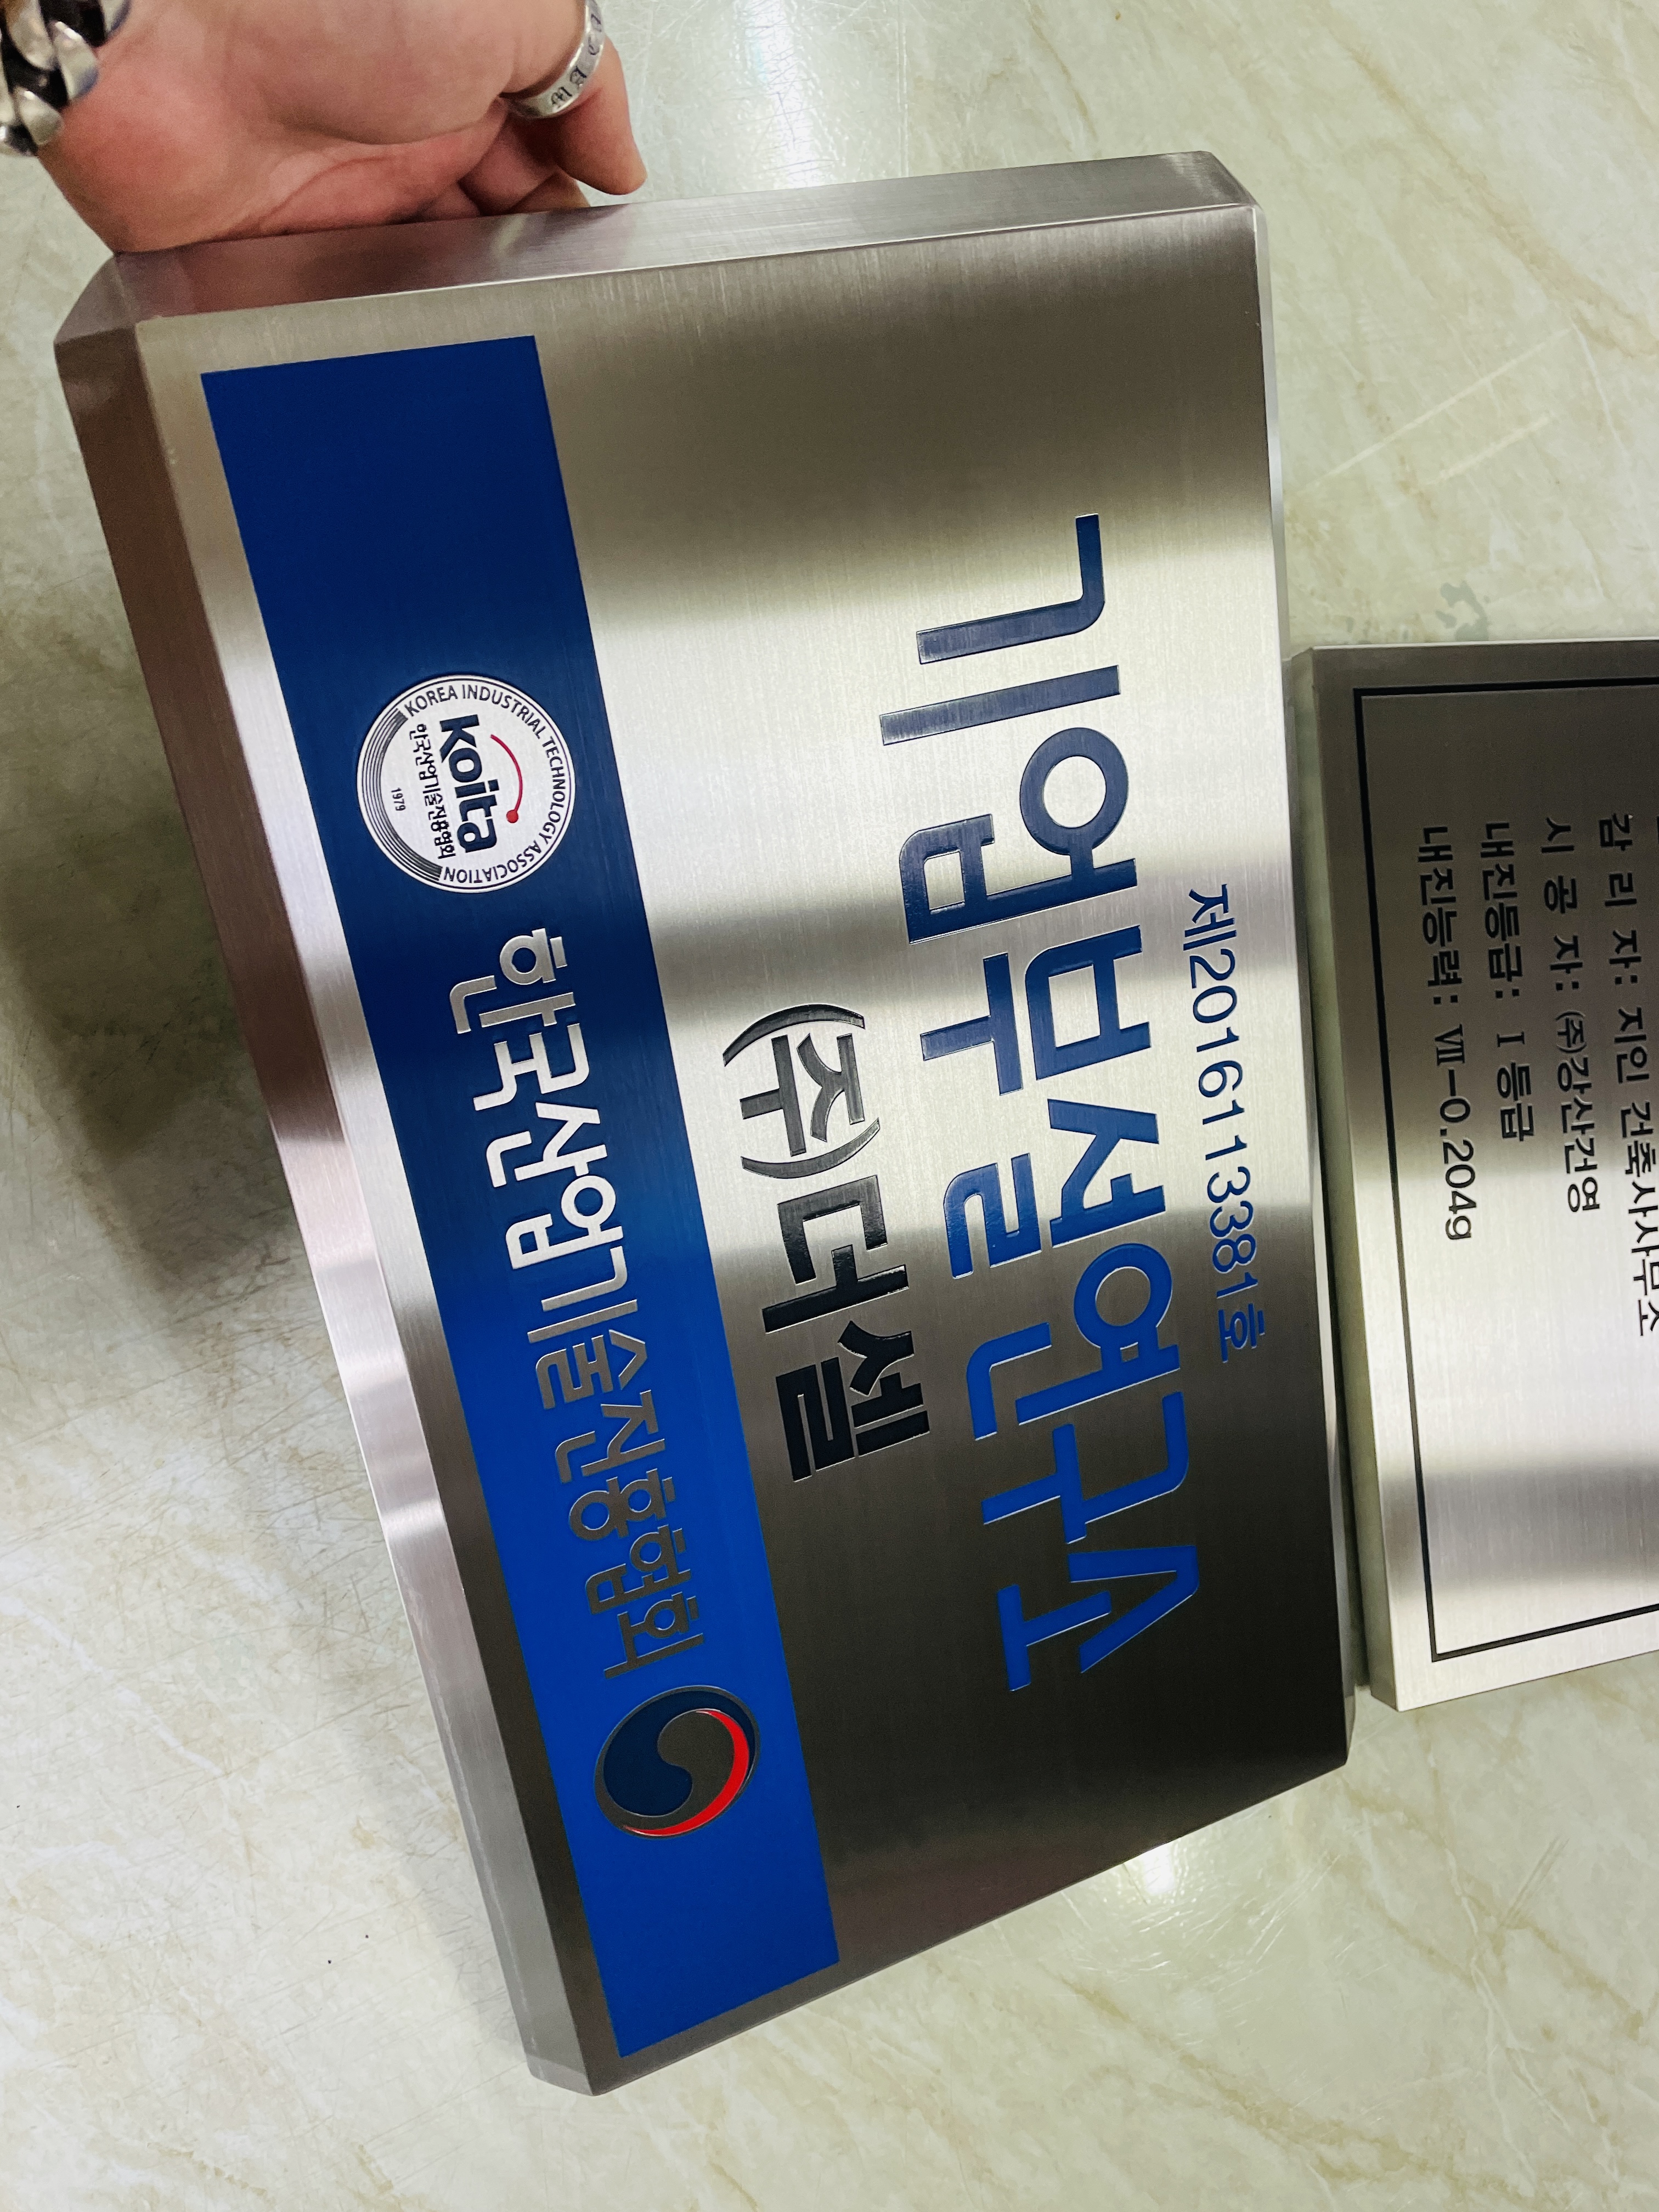 제2016113381호
기업부설연구소
(주)더셀
KOREA INDUSTRIAL TECHNOLOGY ASSOCIATION
Koita
한국산업기술진흥협회
1979
한국산업기술진흥협회
감 리 자: 지인 건축사사무소
시 공 자: ㈜강산건영
내진등급: Ⅰ 등급
내진능력: Ⅶ-0.204g